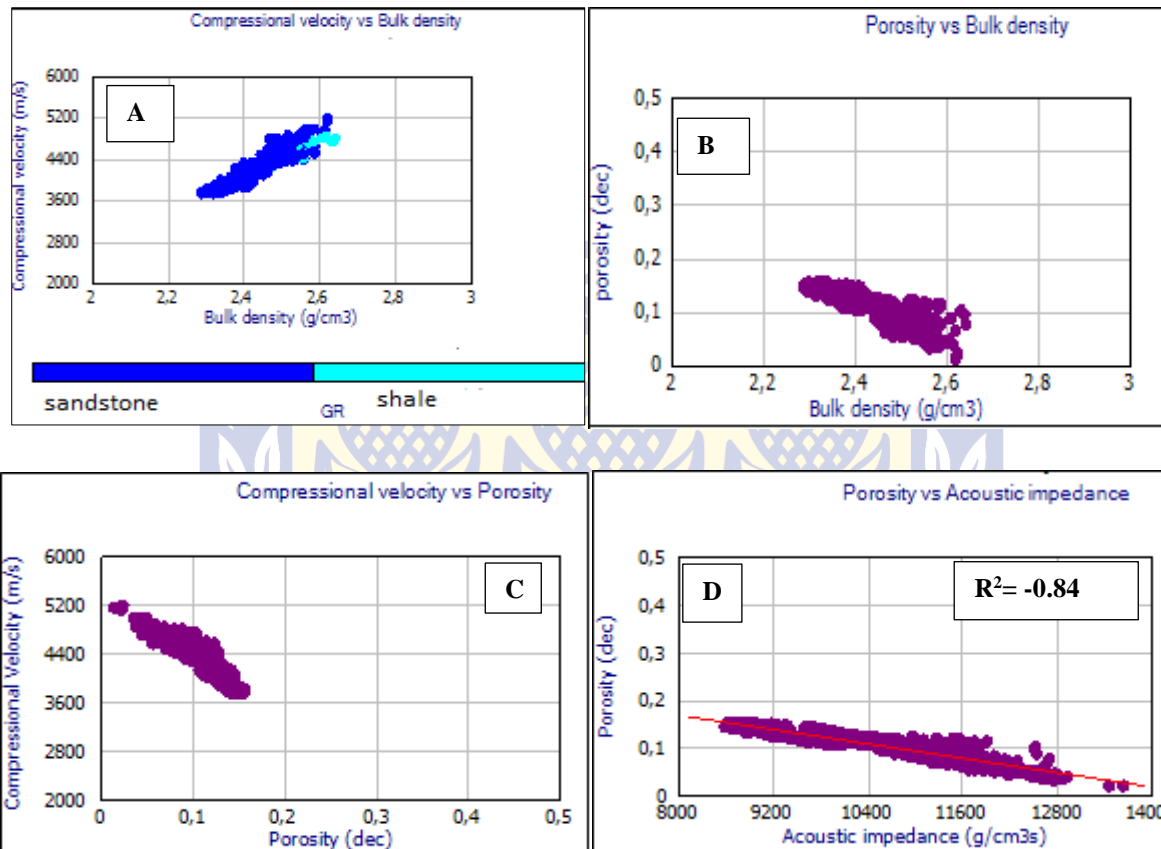 Compressional velocity vs Bulk density
A
Compressional velocity (m/s)
6000
5200
4400
3600
2800
2000
2
2,2
2,4
2,6
2,8
3
Bulk density (g/cm3)
sandstone
GR
shale
Porosity vs Bulk density
B
porosity (dec)
0,5
0,4
0,3
0,2
0,1
0
2
2,2
2,4
2,6
2,8
3
Bulk density (g/cm3)
Compressional velocity vs Porosity
C
Compressional Velocity (m/s)
6000
5200
4400
3600
2800
2000
0
0,1
0,2
0,3
0,4
0,5
Porosity (dec)
Porosity vs Acoustic impedance
D
R²= -0.84
Porosity (dec)
0,5
0,4
0,3
0,2
0,1
0
8000
9200
10400
11600
12800
1400
Acoustic impedance (g/cm3s)